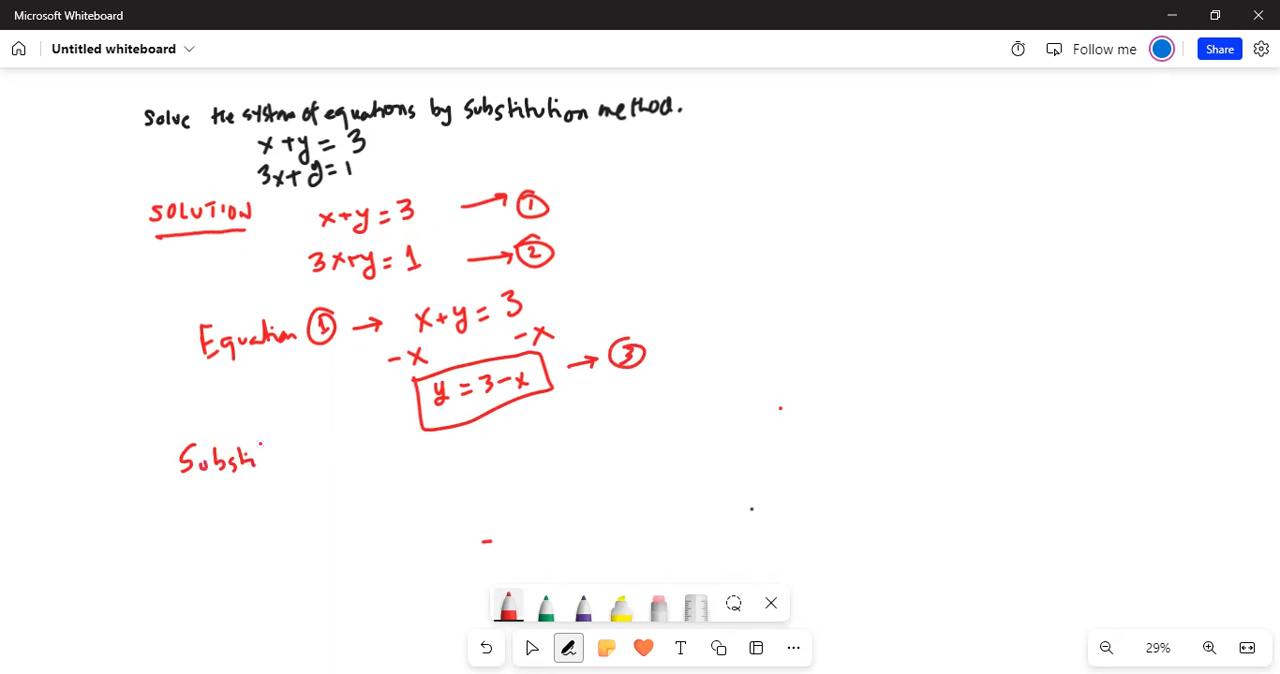 Microsoft Whiteboard
Untitled whiteboard
Follow me
Share
Solve the system of equations by substitution method.
x+y = 3
3x+y=1
SOLUTION
x+y = 3 → 1
3x+y = 1 → 2
Equation 1 → x+y = 3
-x -x
y = 3-x → 3
Substi
29%